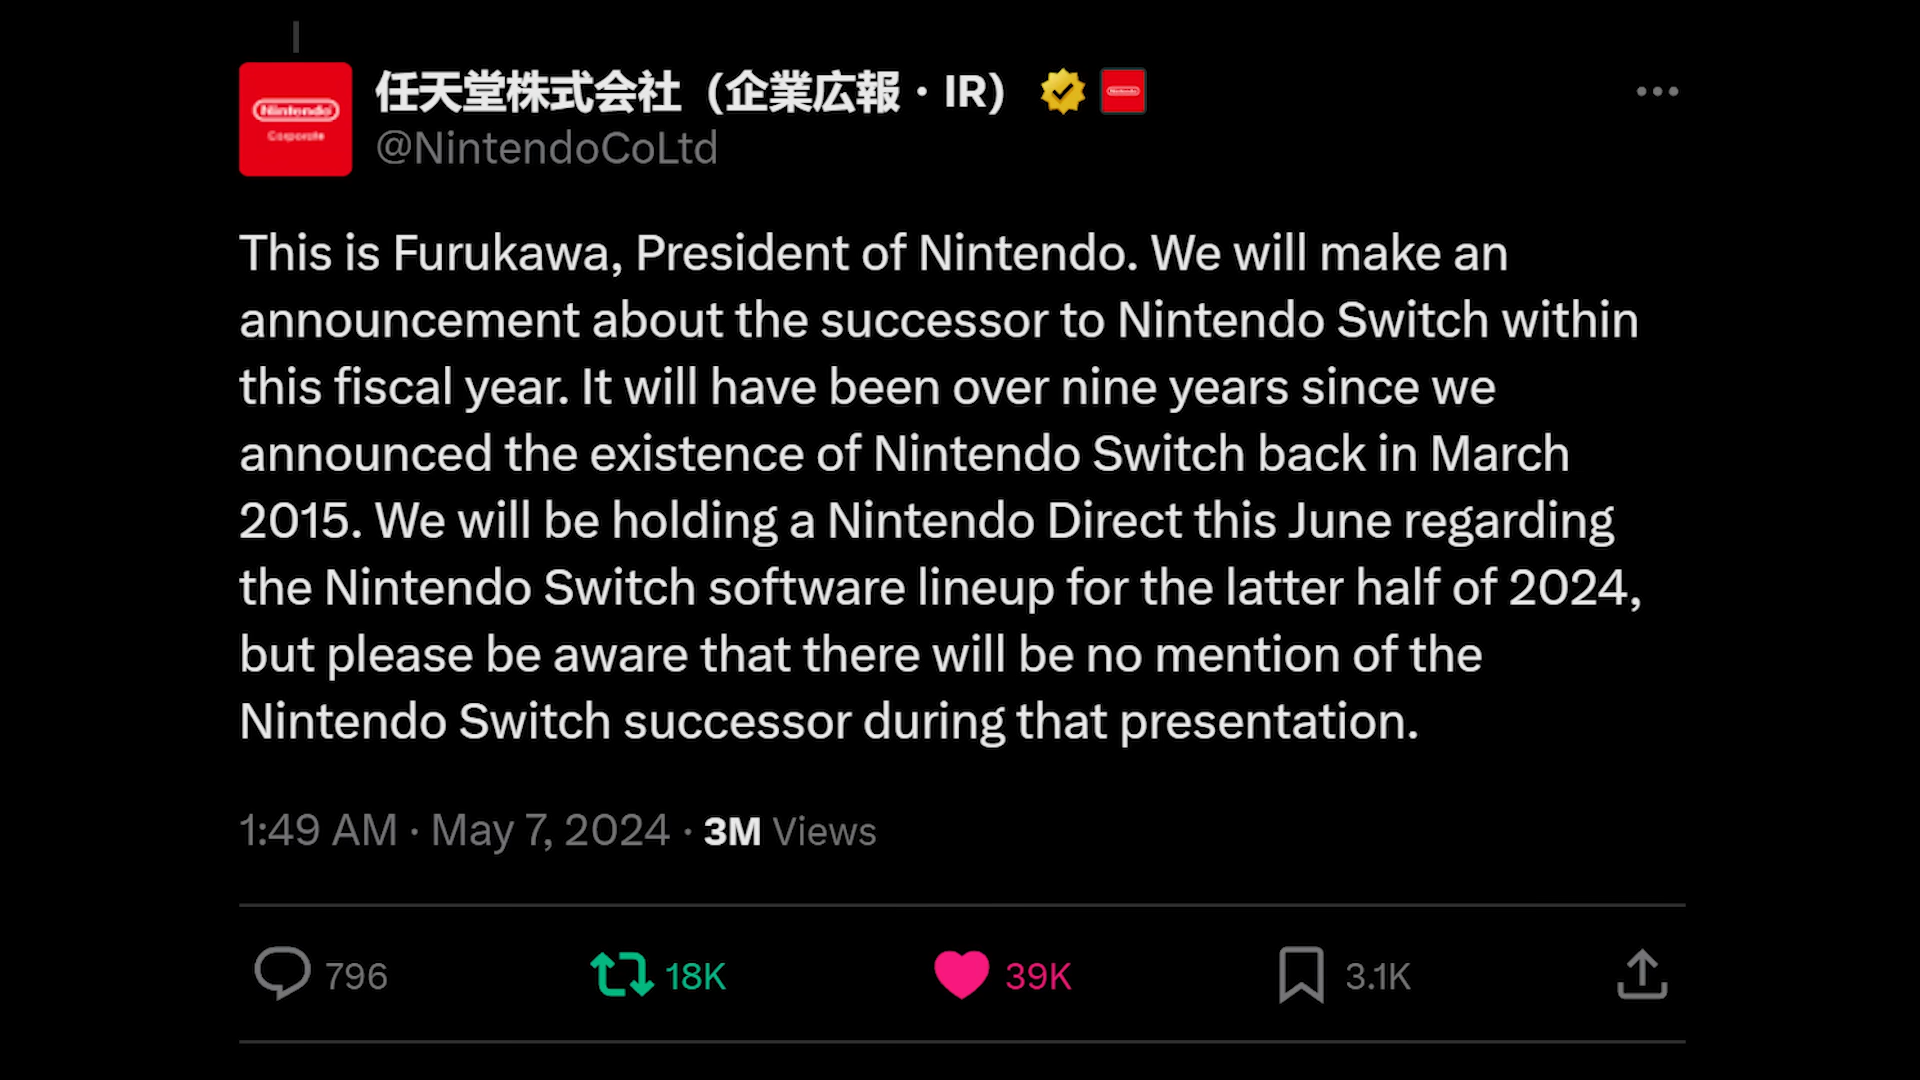 Nintendo
Corporate
任天堂株式会社（企業広報・IR）
@NintendoCoLtd
This is Furukawa, President of Nintendo. We will make an
announcement about the successor to Nintendo Switch within
this fiscal year. It will have been over nine years since we
announced the existence of Nintendo Switch back in March
2015. We will be holding a Nintendo Direct this June regarding
the Nintendo Switch software lineup for the latter half of 2024,
but please be aware that there will be no mention of the
Nintendo Switch successor during that presentation.
1:49 AM · May 7, 2024 · 3M Views
796 18K 39K 3.1K